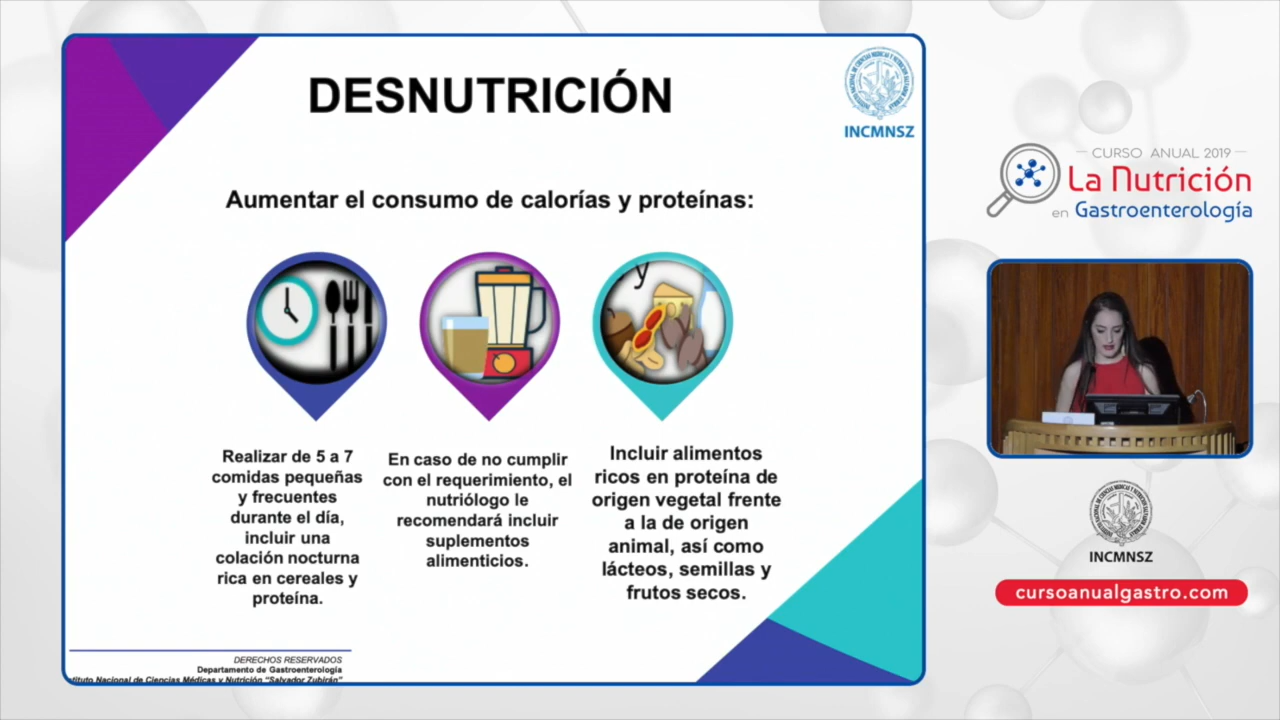 DESNUTRICIÓN
INCMNSZ
Aumentar el consumo de calorías y proteínas:
y
Realizar de 5 a 7
comidas pequeñas
y frecuentes
durante el día,
incluir una
colación nocturna
rica en cereales y
proteína.
En caso de no cumplir
con el requerimiento, el
nutriólogo le
recomendará incluir
suplementos
alimenticios.
Incluir alimentos
ricos en proteína de
origen vegetal frente
a la de origen
animal, así como
lácteos, semillas y
frutos secos.
DERECHOS RESERVADOS
Departamento de Gastroenterología
tituto Nacional de Ciencias Médicas y Nutrición "Salvador Zubirán"
CURSO ANUAL 2019
La Nutrición
en Gastroenterología
INCMNSZ
cursoanualgastro.com